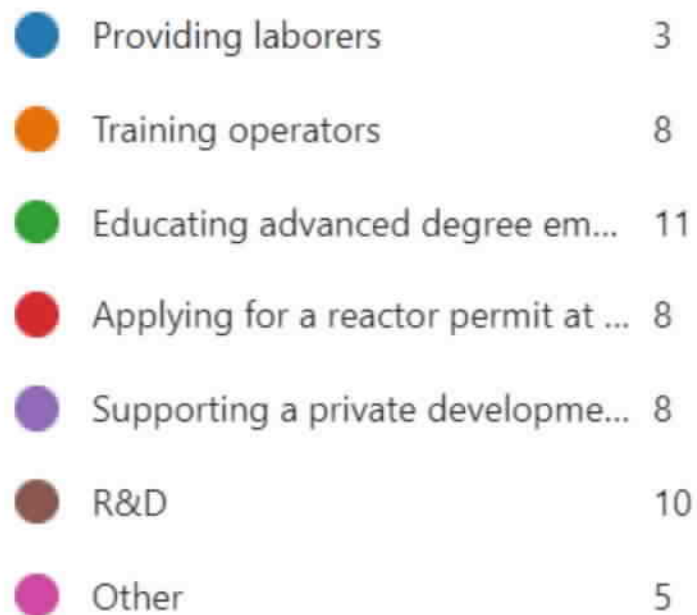 Providing laborers 3
Training operators 8
Educating advanced degree em... 11
Applying for a reactor permit at ... 8
Supporting a private developme... 8
R&D 10
Other 5